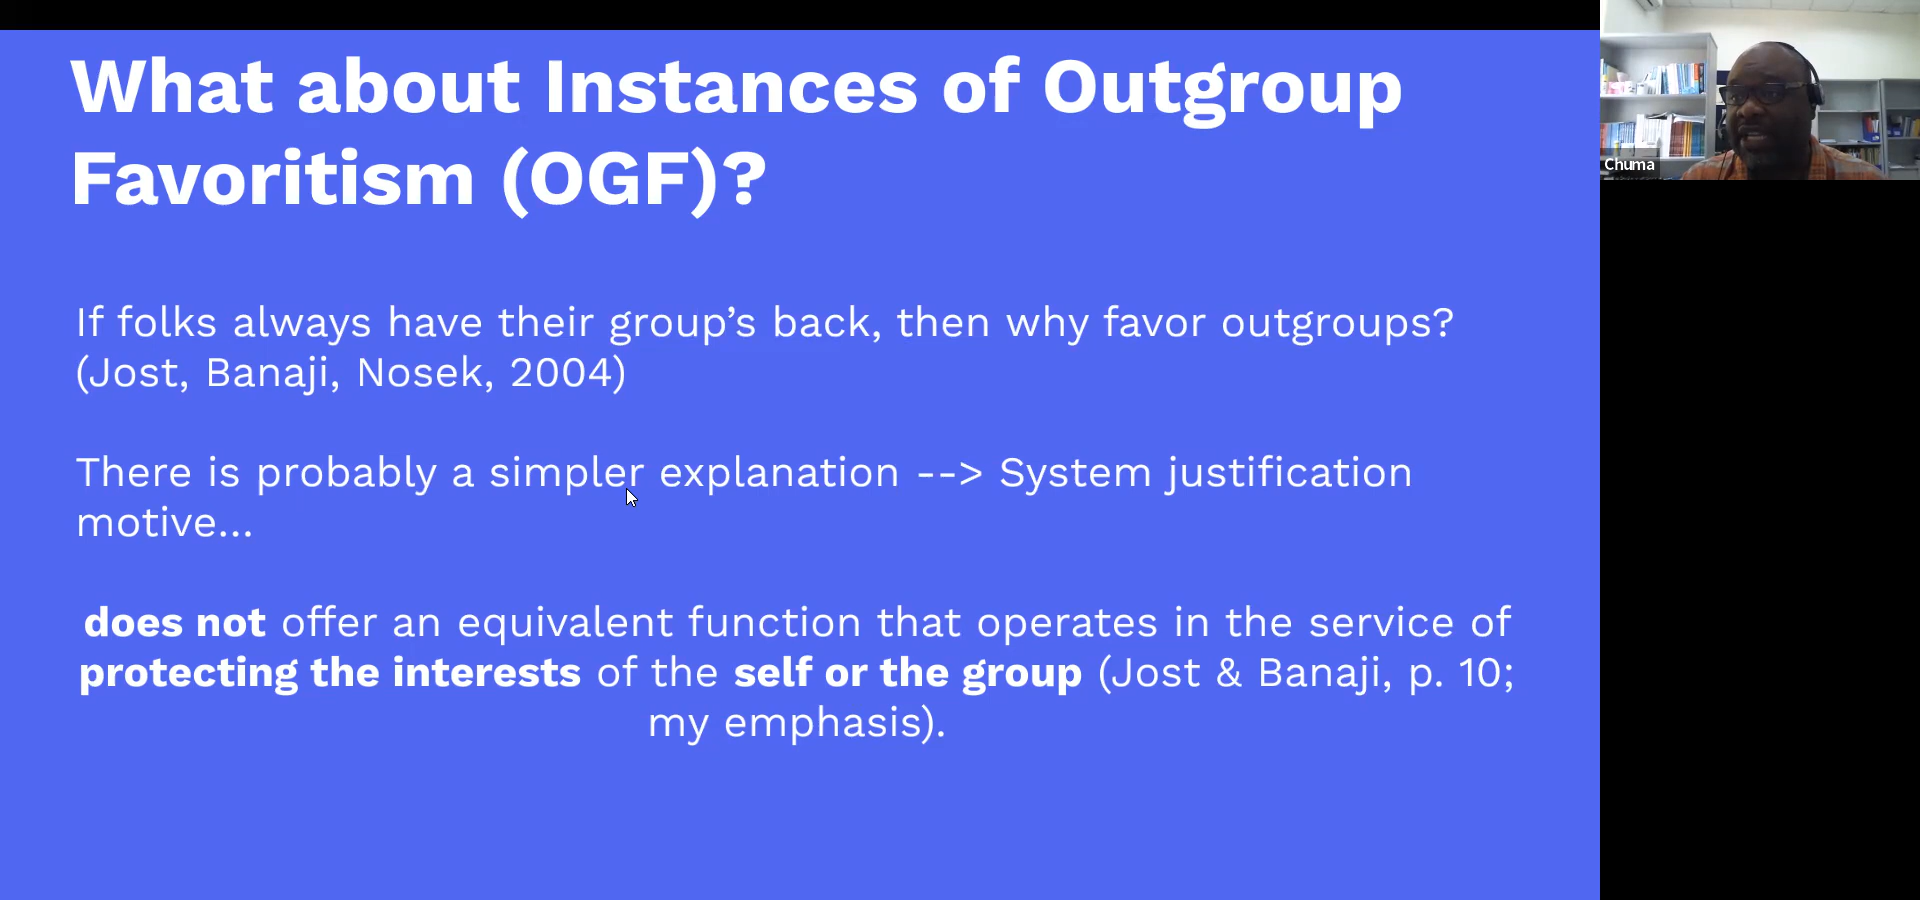 What about Instances of Outgroup
Favoritism (OGF)?
If folks always have their group’s back, then why favor outgroups?
(Jost, Banaji, Nosek, 2004)
There is probably a simpler explanation --> System justification
motive...
does not offer an equivalent function that operates in the service of
protecting the interests of the self or the group (Jost & Banaji, p. 10;
my emphasis).
Chuma